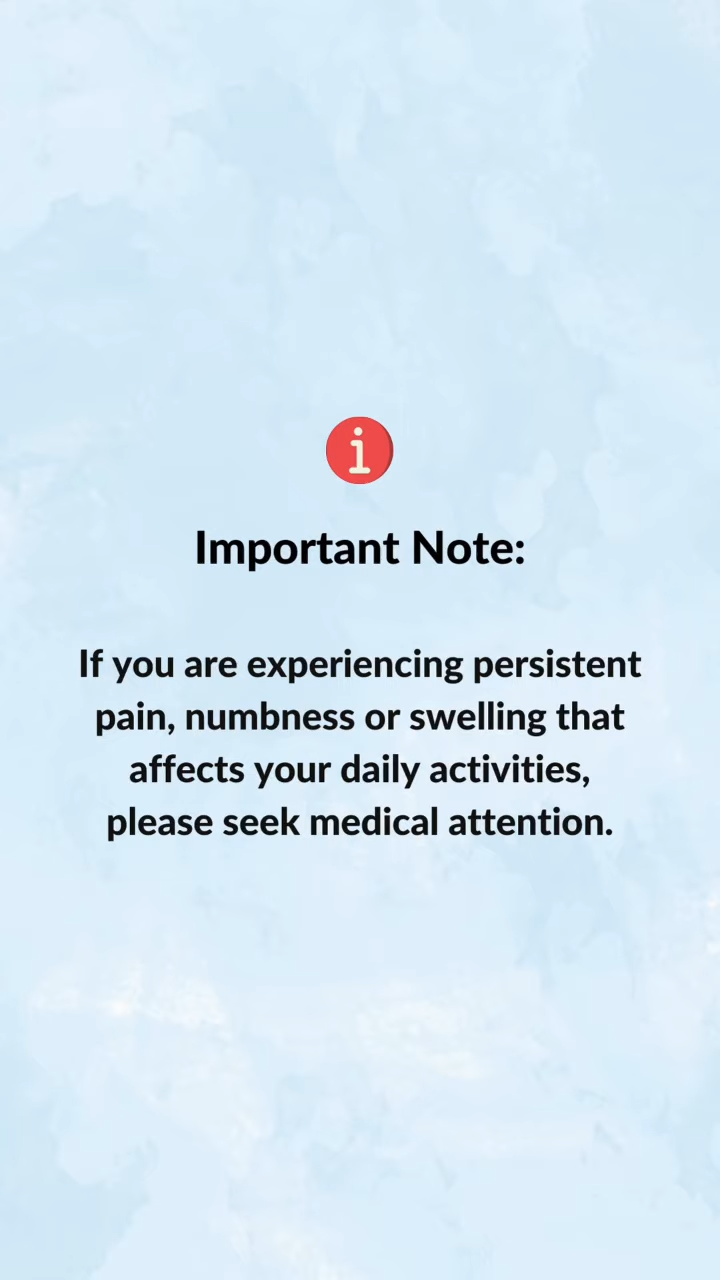 i
Important Note:
If you are experiencing persistent
pain, numbness or swelling that
affects your daily activities,
please seek medical attention.